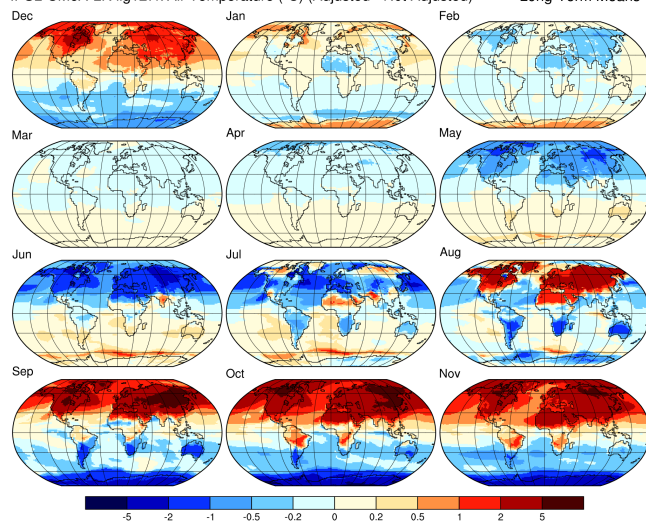 Air Temperature (°C) (Adjusted - Not Adjusted) Long-Term Means
Dec Jan Feb
Mar Apr May
Jun Jul Aug
Sep Oct Nov
-5 -2 -1 -0.5 -0.2 0 0.2 0.5 1 2 5